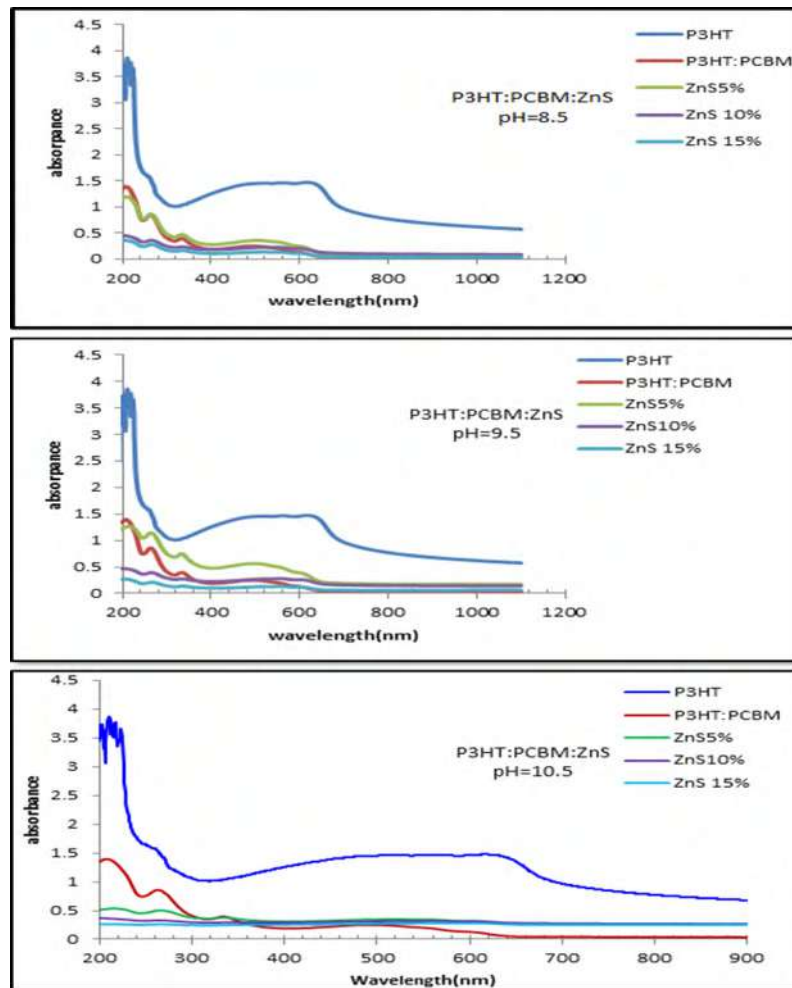 4.5
4
3.5
3
2.5
2
1.5
1
0.5
0
absorpance
200 400 600 800 1000 1200
wavelength(nm)
P3HT:PCBM:ZnS
pH=8.5
P3HT
P3HT:PCBM
ZnS5%
ZnS 10%
ZnS 15%
4.5
4
3.5
3
2.5
2
1.5
1
0.5
0
absorpance
200 400 600 800 1000 1200
wavelength(nm)
P3HT:PCBM:ZnS
pH=9.5
P3HT
P3HT:PCBM
ZnS5%
ZnS10%
ZnS 15%
4.5
4
3.5
3
2.5
2
1.5
1
0.5
0
absorbance
200 300 400 500 600 700 800 900
Wavelength(nm)
P3HT:PCBM:ZnS
pH=10.5
P3HT
P3HT:PCBM
ZnS5%
ZnS10%
ZnS 15%